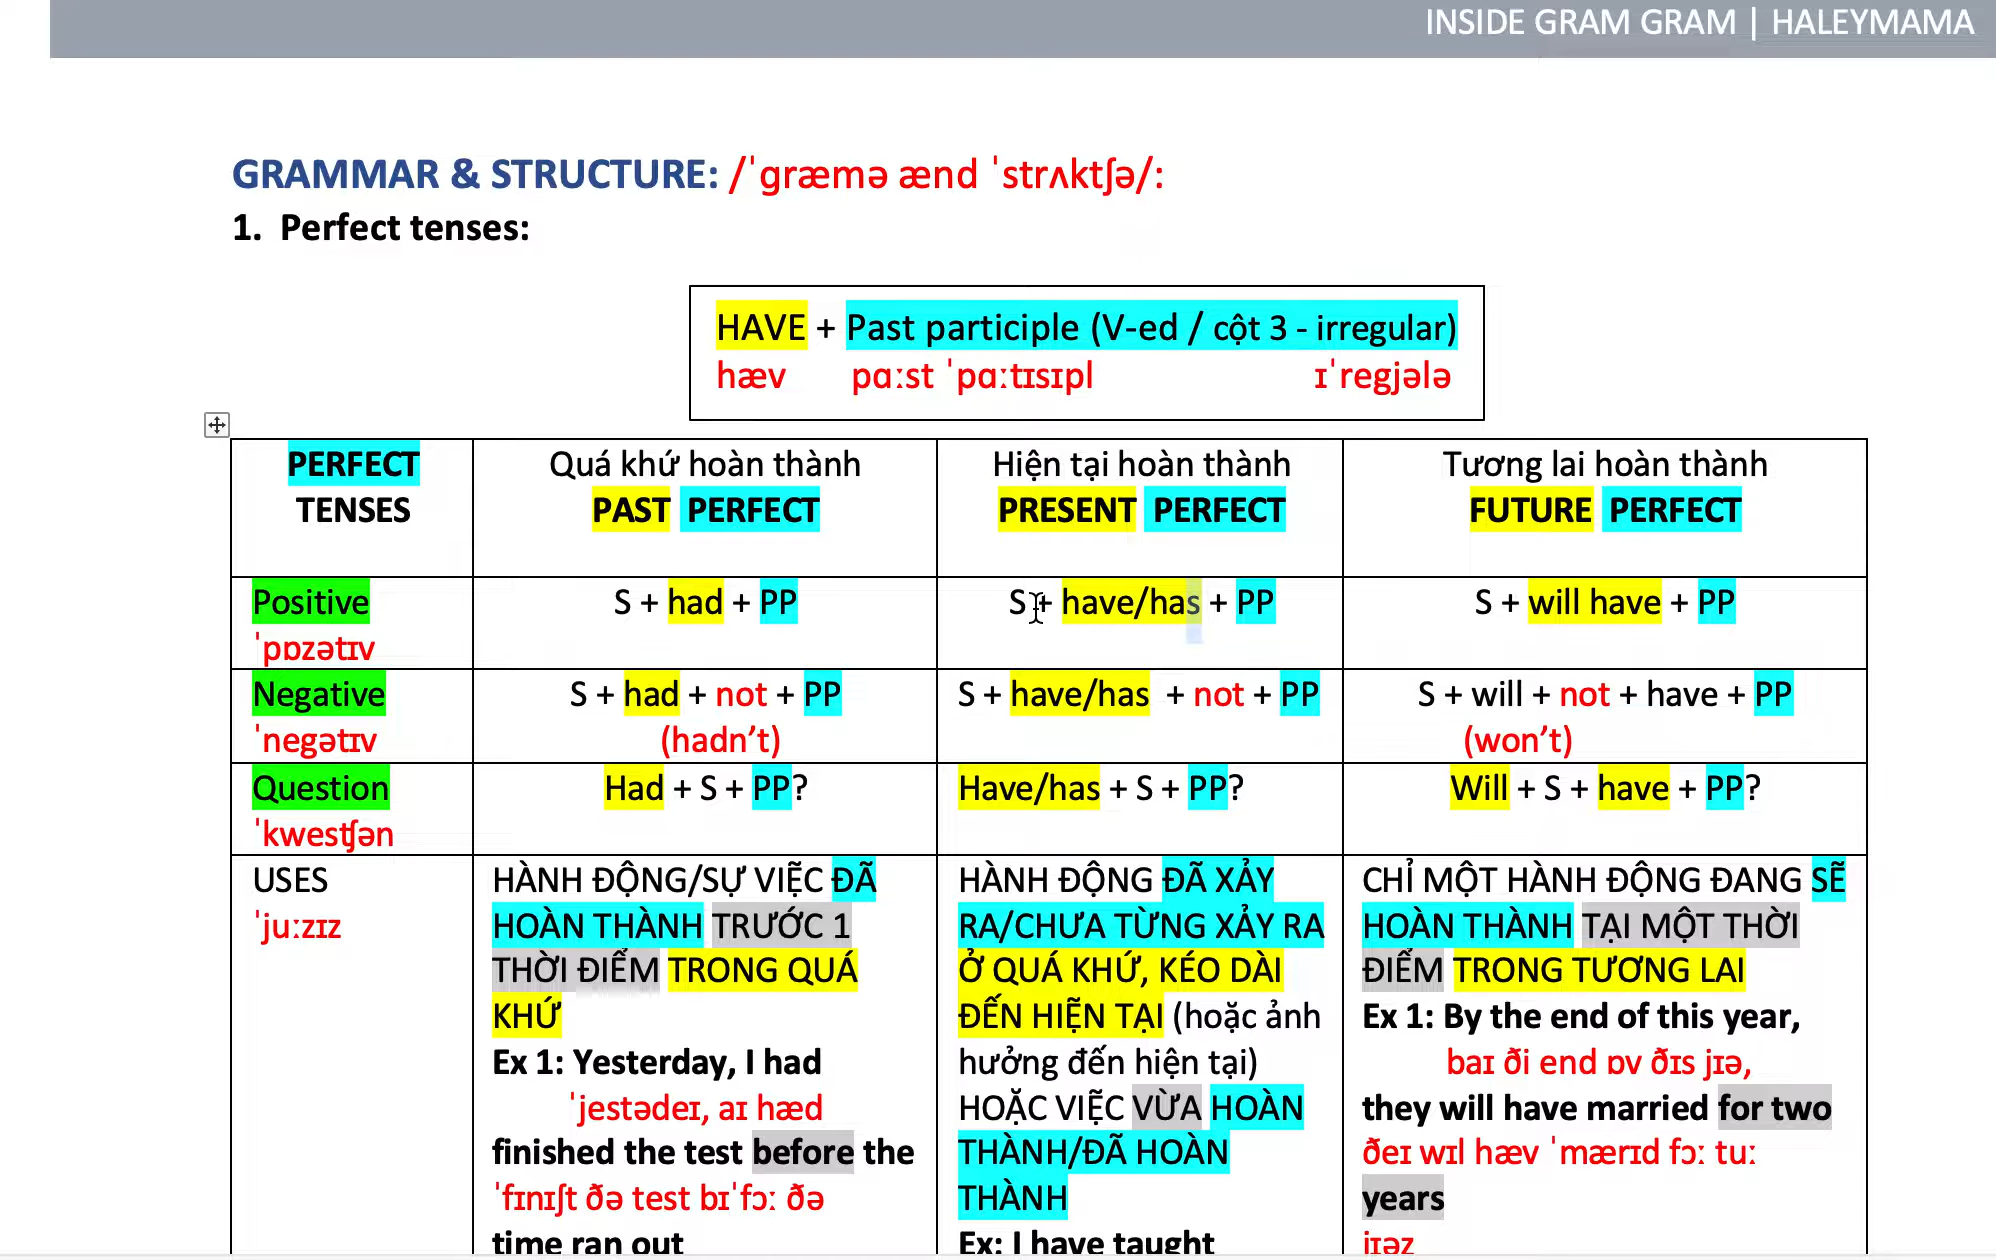 INSIDE GRAM GRAM | HALEYMAMA
GRAMMAR & STRUCTURE: /ˈɡræmə ænd ˈstrʌktʃə/:
1. Perfect tenses:
HAVE + Past participle (V-ed / cột 3 - irregular)
hæv pɑːst ˈpɑːtɪsɪpl ɪˈregjələ
PERFECT
TENSES
Quá khứ hoàn thành
PAST PERFECT
Hiện tại hoàn thành
PRESENT PERFECT
Tương lai hoàn thành
FUTURE PERFECT
Positive
ˈpɒzətɪv
S + had + PP
S + have/has + PP
S + will have + PP
Negative
ˈnegətɪv
S + had + not + PP
(hadn’t)
S + have/has + not + PP
S + will + not + have + PP
(won’t)
Question
ˈkwesʧən
Had + S + PP?
Have/has + S + PP?
Will + S + have + PP?
USES
ˈjuːzɪz
HÀNH ĐỘNG/SỰ VIỆC ĐÃ
HOÀN THÀNH TRƯỚC 1
THỜI ĐIỂM TRONG QUÁ
KHỨ
Ex 1: Yesterday, I had
ˈjestədeɪ, aɪ hæd
finished the test before the
ˈfɪnɪʃt ðə test bɪˈfɔː ðə
time ran out
HÀNH ĐỘNG ĐÃ XẢY
RA/CHƯA TỪNG XẢY RA
Ở QUÁ KHỨ, KÉO DÀI
ĐẾN HIỆN TẠI (hoặc ảnh
hưởng đến hiện tại)
HOẶC VIỆC VỪA HOÀN
THÀNH/ĐÃ HOÀN
THÀNH
Ex: I have taught
CHỈ MỘT HÀNH ĐỘNG ĐANG SẼ
HOÀN THÀNH TẠI MỘT THỜI
ĐIỂM TRONG TƯƠNG LAI
Ex 1: By the end of this year,
baɪ ði end ɒv ðɪs jɪə,
they will have married for two
ðeɪ wɪl hæv ˈmærɪd fɔː tuː
years
jɪəz